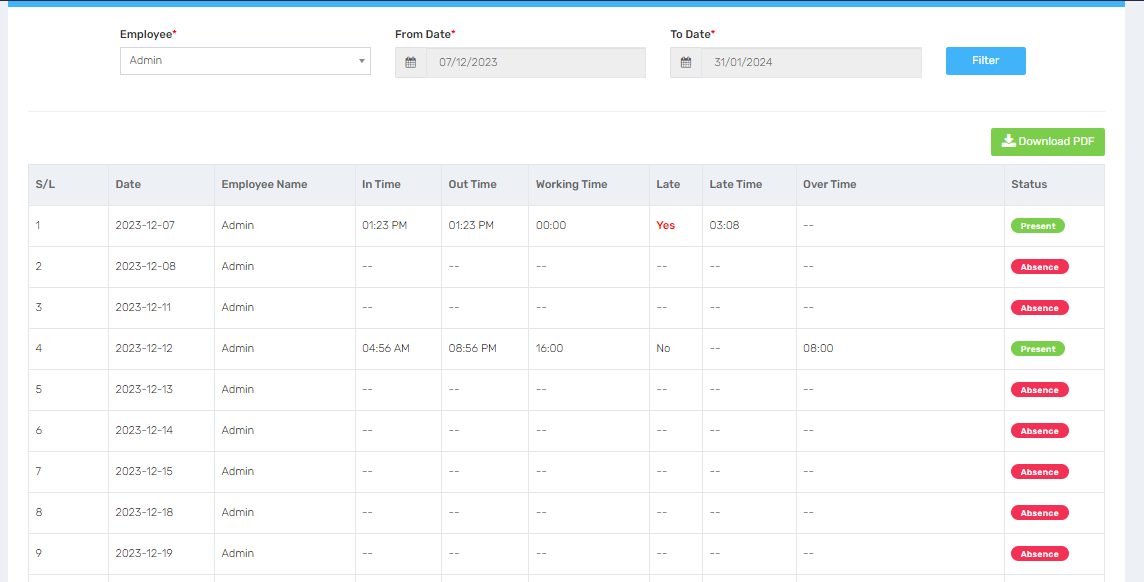 Employee* From Date* To Date*
Admin 07/12/2023 31/01/2024 Filter
Download PDF
S/L Date Employee Name In Time Out Time Working Time Late Late Time Over Time Status
1 2023-12-07 Admin 01:23 PM 01:23 PM 00:00 Yes 03:08 -- Present
2 2023-12-08 Admin -- -- -- -- -- -- Absence
3 2023-12-11 Admin -- -- -- -- -- -- Absence
4 2023-12-12 Admin 04:56 AM 08:56 PM 16:00 No -- 08:00 Present
5 2023-12-13 Admin -- -- -- -- -- -- Absence
6 2023-12-14 Admin -- -- -- -- -- -- Absence
7 2023-12-15 Admin -- -- -- -- -- -- Absence
8 2023-12-18 Admin -- -- -- -- -- -- Absence
9 2023-12-19 Admin -- -- -- -- -- -- Absence